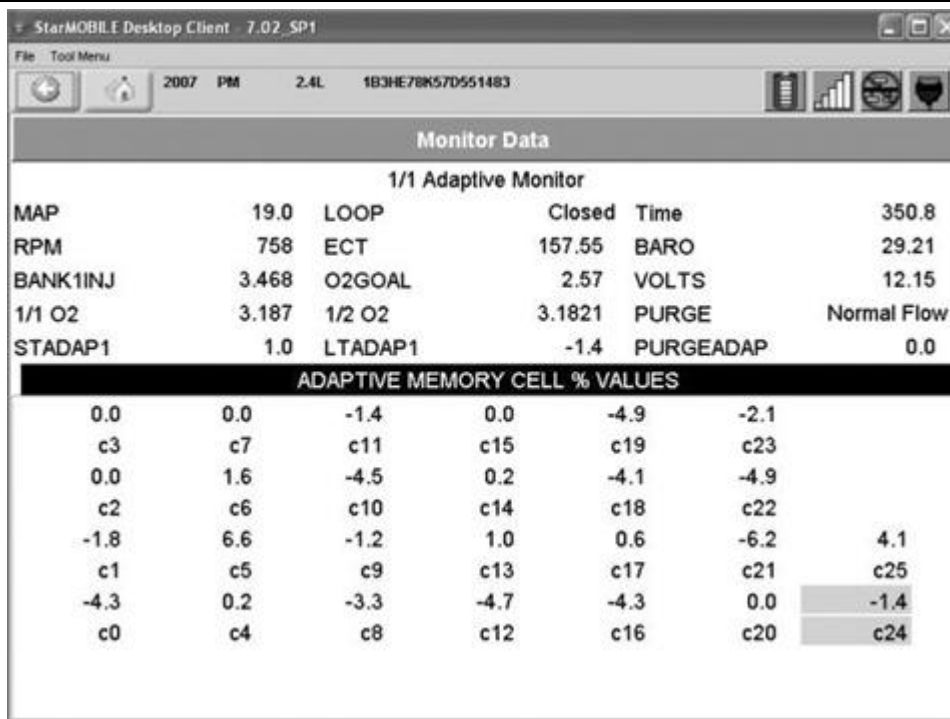 StarMOBILE Desktop Client - 7.02_SP1
File Tool Menu
2007 PM 2.4L 1B3HE78K57D551483
Monitor Data
1/1 Adaptive Monitor
MAP 19.0 LOOP Closed Time 350.8
RPM 758 ECT 157.55 BARO 29.21
BANK1INJ 3.468 O2GOAL 2.57 VOLTS 12.15
1/1 O2 3.187 1/2 O2 3.1821 PURGE Normal Flow
STADAP1 1.0 LTADAP1 -1.4 PURGEADAP 0.0
ADAPTIVE MEMORY CELL % VALUES
0.0 0.0 -1.4 0.0 -4.9 -2.1
c3 c7 c11 c15 c19 c23
0.0 1.6 -4.5 0.2 -4.1 -4.9
c2 c6 c10 c14 c18 c22
-1.8 6.6 -1.2 1.0 0.6 -6.2 4.1
c1 c5 c9 c13 c17 c21 c25
-4.3 0.2 -3.3 -4.7 -4.3 0.0 -1.4
c0 c4 c8 c12 c16 c20 c24